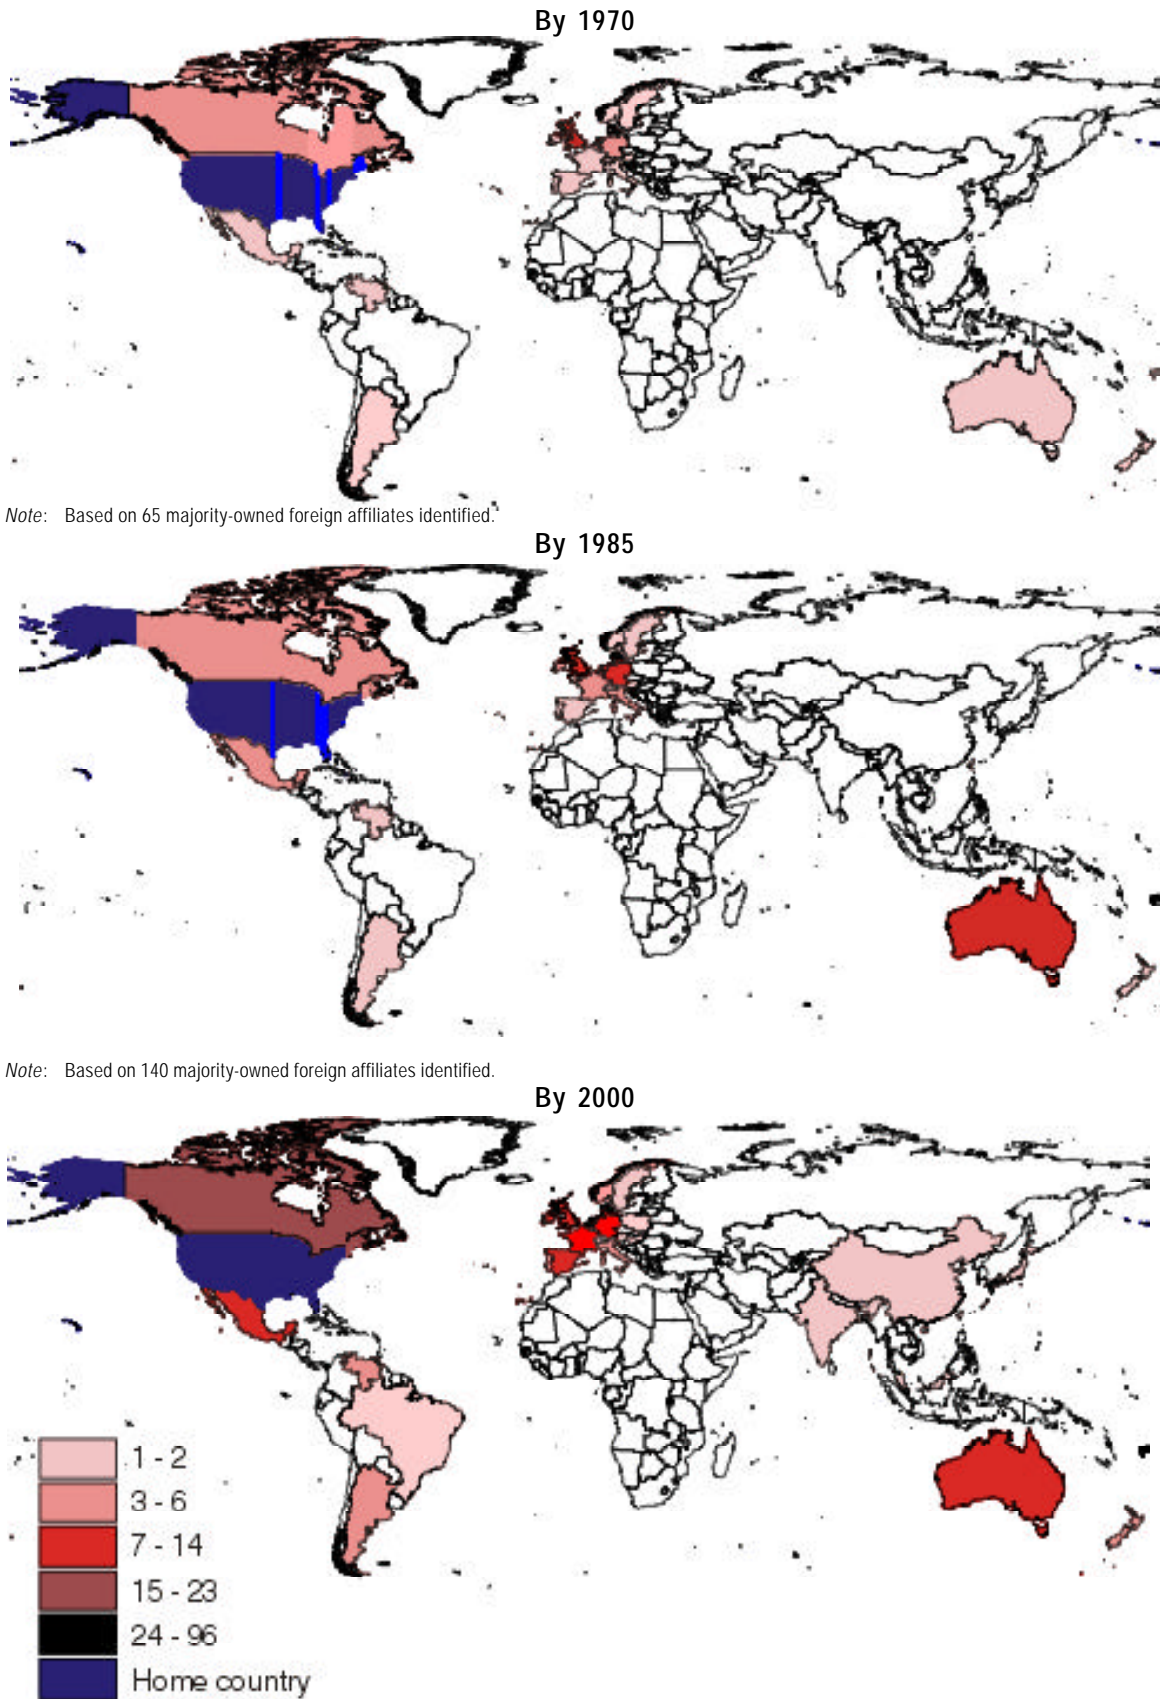 By 1970
Note: Based on 65 majority-owned foreign affiliates identified.
By 1985
Note: Based on 140 majority-owned foreign affiliates identified.
By 2000
1 - 2
3 - 6
7 - 14
15 - 23
24 - 96
Home country